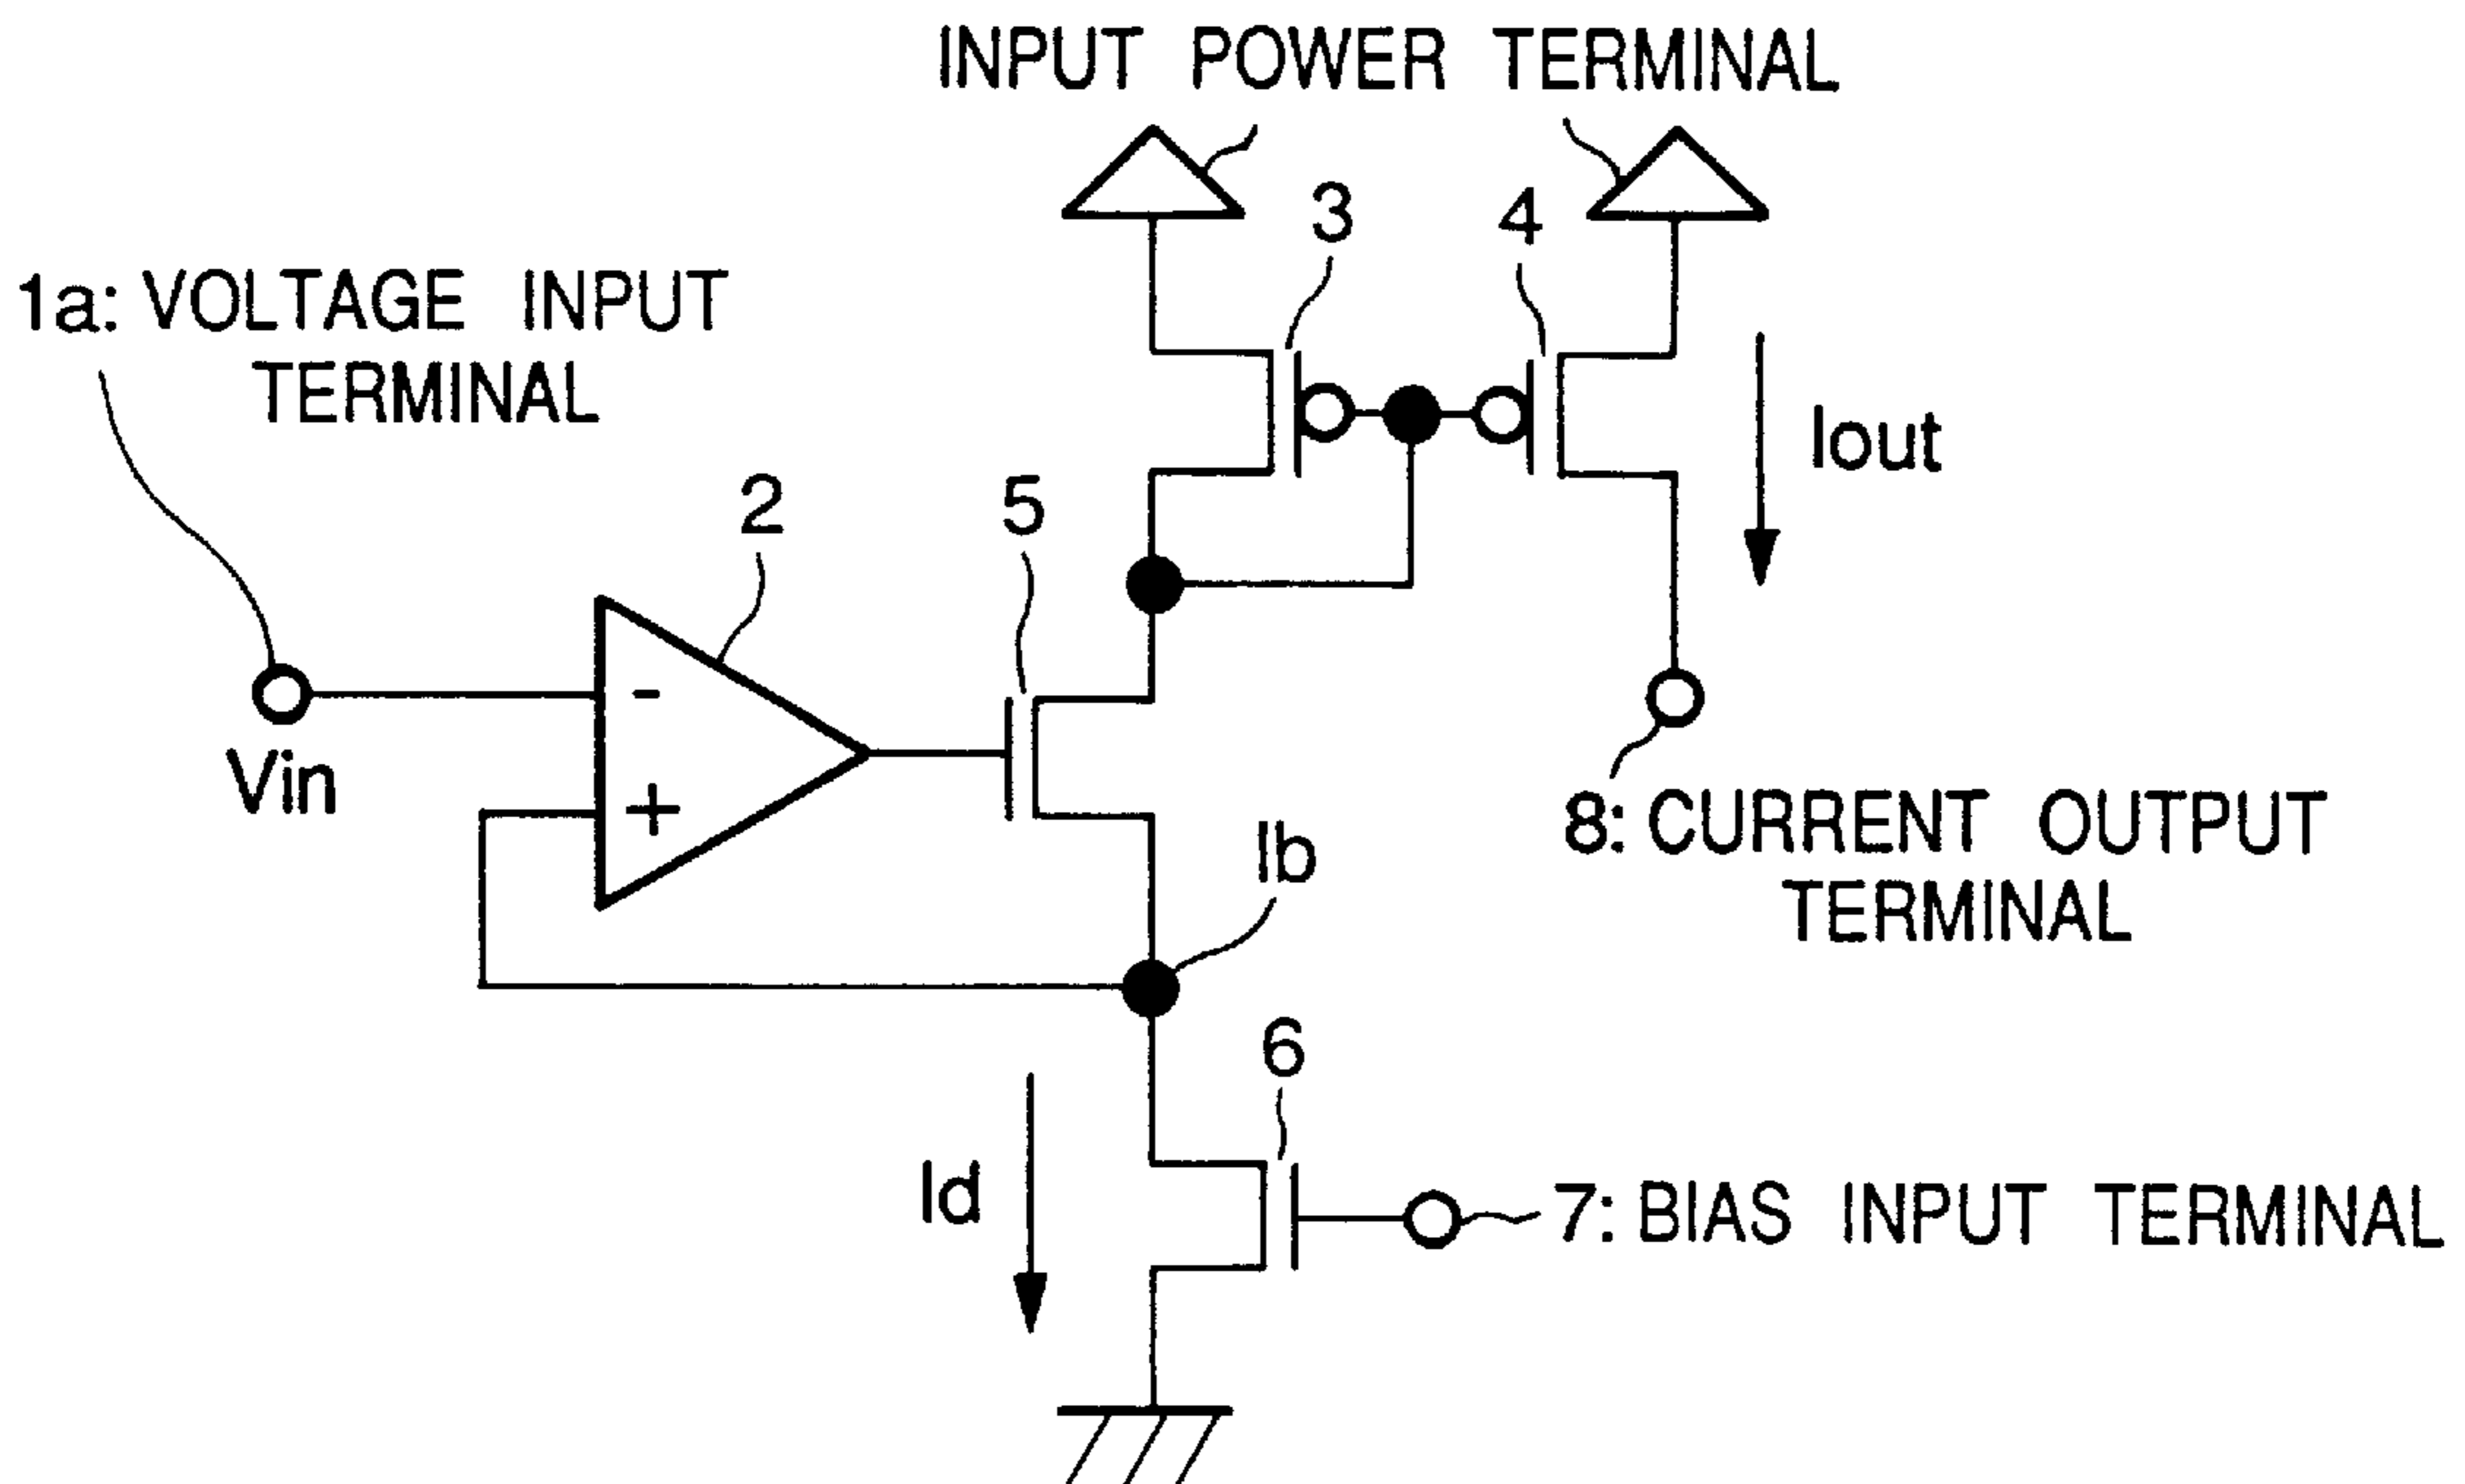 INPUT POWER TERMINAL
3
4
1a: VOLTAGE INPUT
TERMINAL
Iout
2
5
-
Vin
+
Ib
8: CURRENT OUTPUT
TERMINAL
6
Id
7: BIAS INPUT TERMINAL